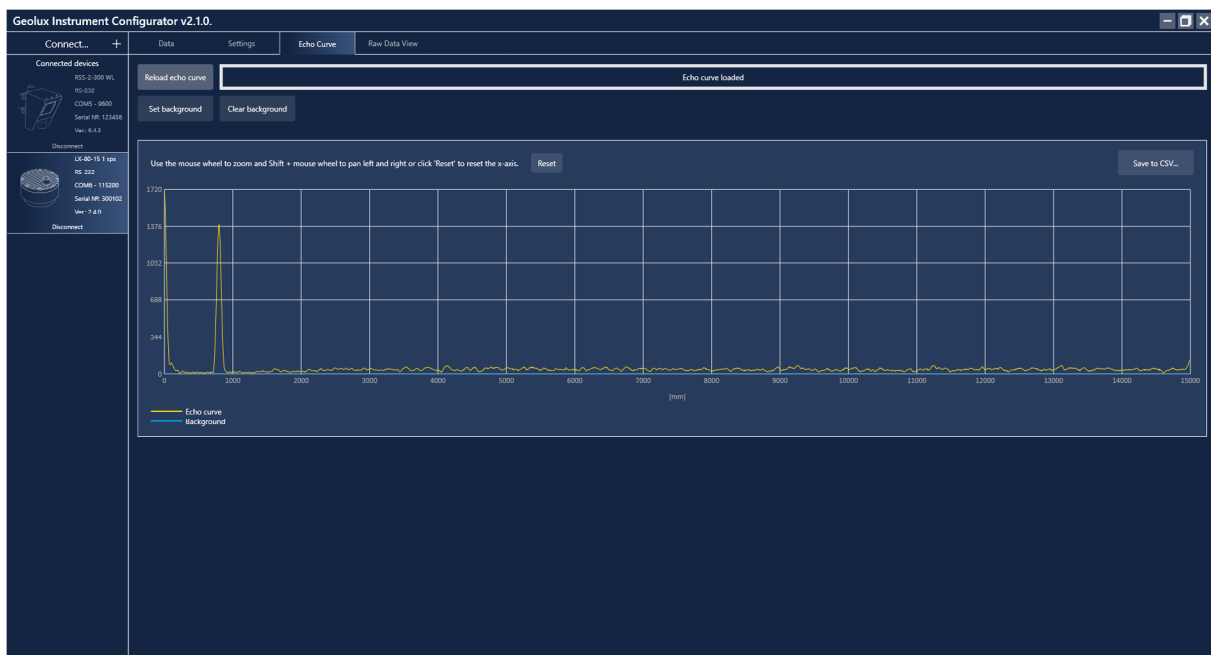 Geolux Instrument Configurator v2.1.0.
Connect... +
Data Settings Echo Curve Raw Data View
Connected devices
RSS-2-300 WL
RS-232
COM5 - 9600
Serial №: 123456
Ver.: 6.4.3
Disconnect
LX-80-15 1 sps
RS-232
COM6 - 115200
Serial №: 300102
Ver.: 2.4.0
Disconnect
Reload echo curve
Echo curve loaded
Set background
Clear background
Use the mouse wheel to zoom and Shift + mouse wheel to pan left and right or click 'Reset' to reset the x-axis.
Reset
Save to CSV...
1720
1376
1032
688
344
0
0 1000 2000 3000 4000 5000 6000 7000 8000 9000 10000 11000 12000 13000 14000 15000
[mm]
Echo curve
Background